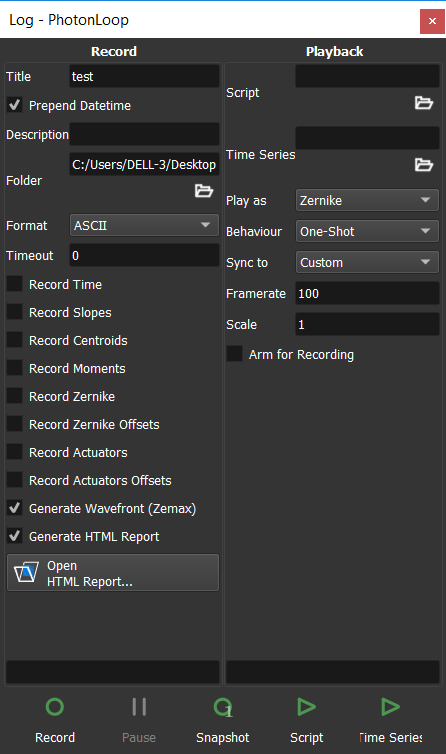 Log - PhotonLoop
Record
Title
test
Prepend Datetime
Description
C:/Users/DELL-3/Desktop
Folder
Format
ASCII
Timeout
0
Record Time
Record Slopes
Record Centroids
Record Moments
Record Zernike
Record Zernike Offsets
Record Actuators
Record Actuators Offsets
Generate Wavefront (Zemax)
Generate HTML Report
Open
HTML Report...
Playback
Script
Time Series
Play as
Zernike
Behaviour
One-Shot
Sync to
Custom
Framerate
100
Scale
1
Arm for Recording
Record
Pause
1
Snapshot
Script
Time Series